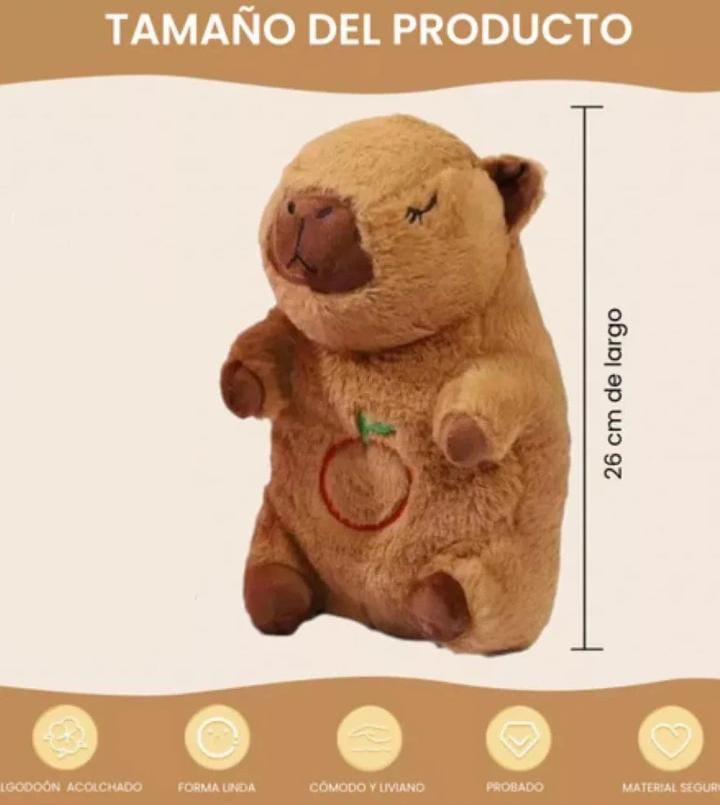 TAMAÑO DEL PRODUCTO
26 cm de largo
LGODOÓN ACOLCHADO
FORMA LINDA
CÓMODO Y LIVIANO
PROBADO
MATERIAL SEGUR